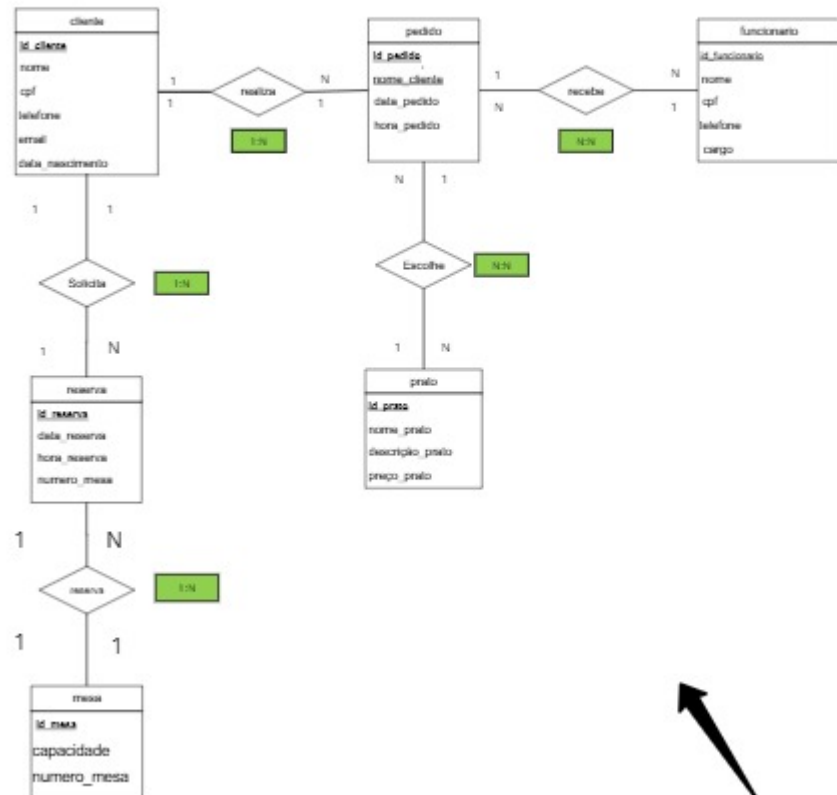 cliente
id_cliente
nome
cpf
telefone
email
data_nascimento
1
1
realiza
N
1
1:N
pedido
id_pedido
nome_cliente
data_pedido
hora_pedido
1
N
recebe
N
1
N:N
funcionario
id_funcionario
nome
cpf
telefone
cargo
1
1
Solicita
1:N
1
N
N
1
Escolhe
N:N
1
N
reserva
id_reserva
data_reserva
hora_reserva
numero_mesa
prato
id_prato
nome_prato
descrição_prato
preço_prato
1
N
reserva
1:N
1
1
mesa
id_mesa
capacidade
numero_mesa